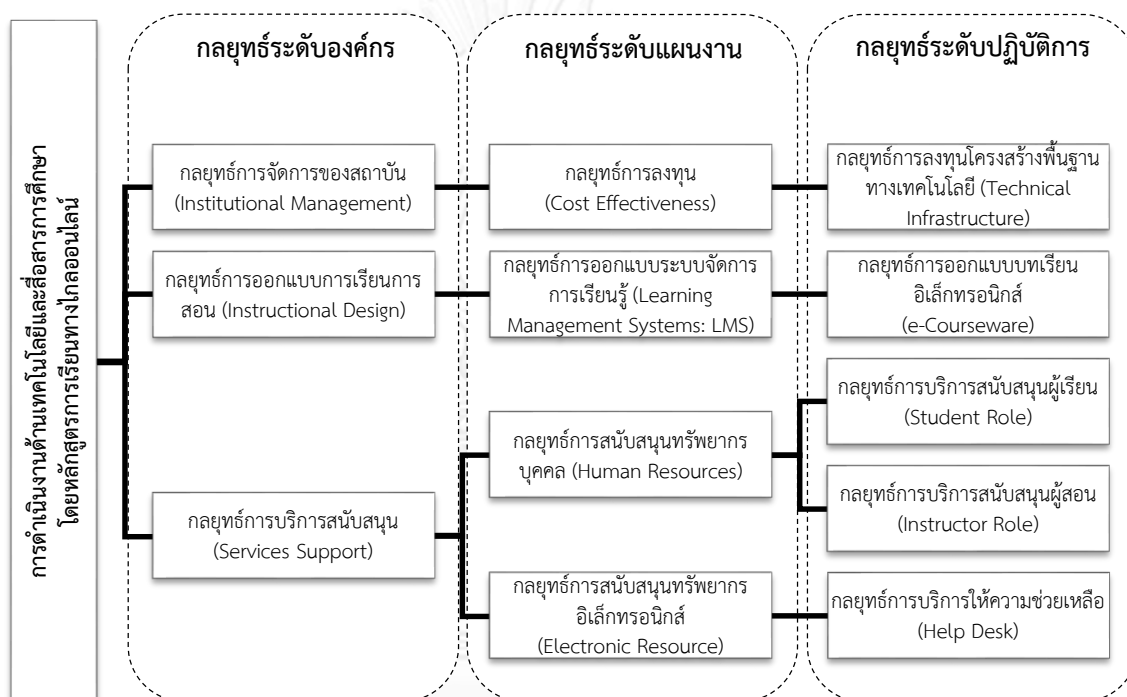 การดำเนินงานด้านเทคโนโลยีและสื่อสารการศึกษา
โดยหลักสูตรการเรียนทางไกลออนไลน์
กลยุทธ์ระดับองค์กร
กลยุทธ์การจัดการของสถาบัน
(Institutional Management)
กลยุทธ์การออกแบบการเรียนการ
สอน (Instructional Design)
กลยุทธ์การบริการสนับสนุน
(Services Support)
กลยุทธ์ระดับแผนงาน
กลยุทธ์การลงทุน
(Cost Effectiveness)
กลยุทธ์การออกแบบระบบจัดการ
การเรียนรู้ (Learning
Management Systems: LMS)
กลยุทธ์การสนับสนุนทรัพยากร
บุคคล (Human Resources)
กลยุทธ์การสนับสนุนทรัพยากร
อิเล็กทรอนิกส์
(Electronic Resource)
กลยุทธ์ระดับปฏิบัติการ
กลยุทธ์การลงทุนโครงสร้างพื้นฐาน
ทางเทคโนโลยี (Technical
Infrastructure)
กลยุทธ์การออกแบบบทเรียน
อิเล็กทรอนิกส์
(e-Courseware)
กลยุทธ์การบริการสนับสนุนผู้เรียน
(Student Role)
กลยุทธ์การบริการสนับสนุนผู้สอน
(Instructor Role)
กลยุทธ์การบริการให้ความช่วยเหลือ
(Help Desk)